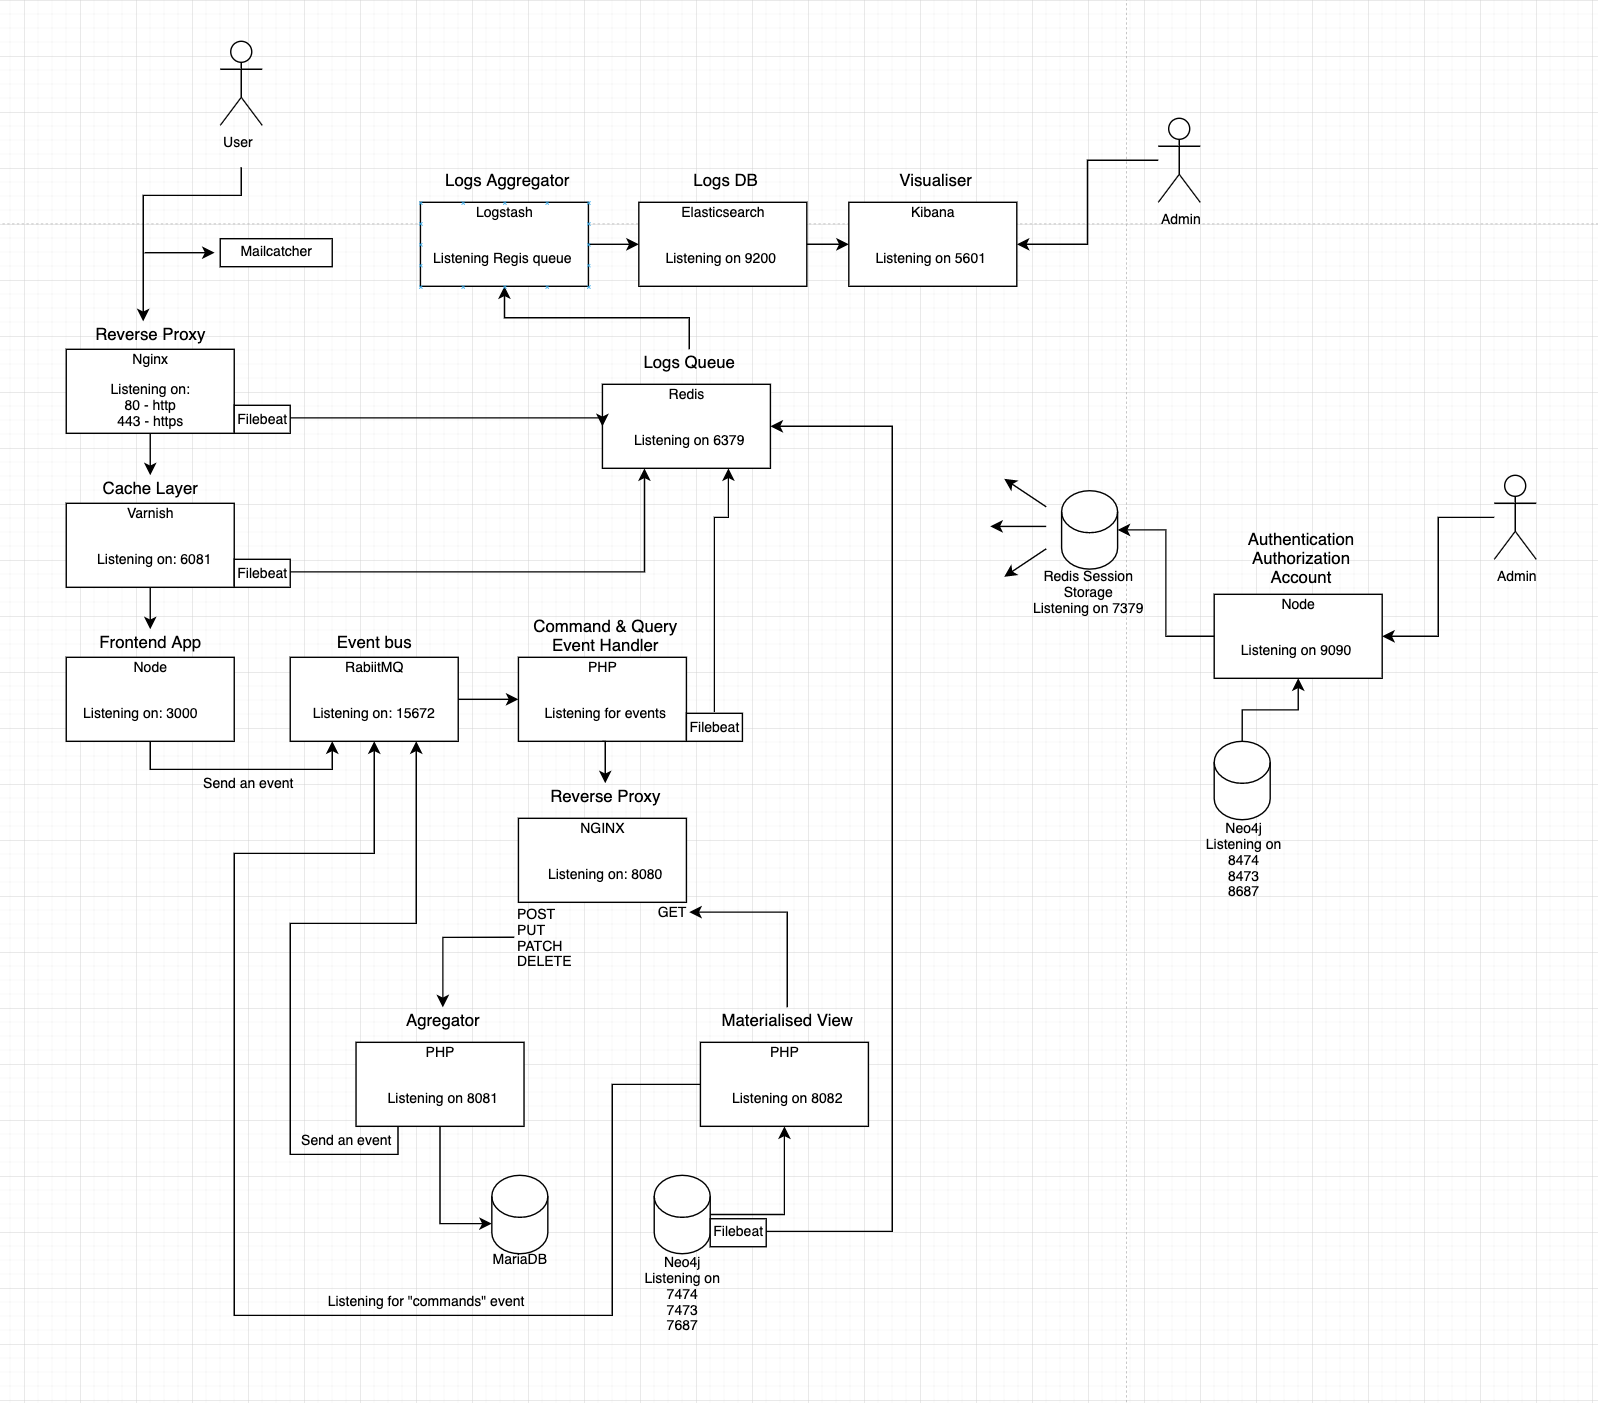 User
Mailcatcher
Reverse Proxy
Nginx
Listening on:
80 - http
443 - https
Filebeat
Cache Layer
Varnish
Listening on: 6081
Filebeat
Frontend App
Node
Listening on: 3000
Send an event
Event bus
RabiitMQ
Listening on: 15672
Command & Query
Event Handler
PHP
Listening for events
Filebeat
Reverse Proxy
NGINX
Listening on: 8080
POST
PUT
PATCH
DELETE
GET
Agregator
PHP
Listening on 8081
Send an event
MariaDB
Materialised View
PHP
Listening on 8082
Filebeat
Neo4j
Listening on
7474
7473
7687
Listening for "commands" event
Logs Aggregator
Logstash
Listening Regis queue
Logs DB
Elasticsearch
Listening on 9200
Visualiser
Kibana
Listening on 5601
Admin
Logs Queue
Redis
Listening on 6379
Redis Session
Storage
Listening on 7379
Authentication
Authorization
Account
Node
Listening on 9090
Admin
Neo4j
Listening on
8474
8473
8687